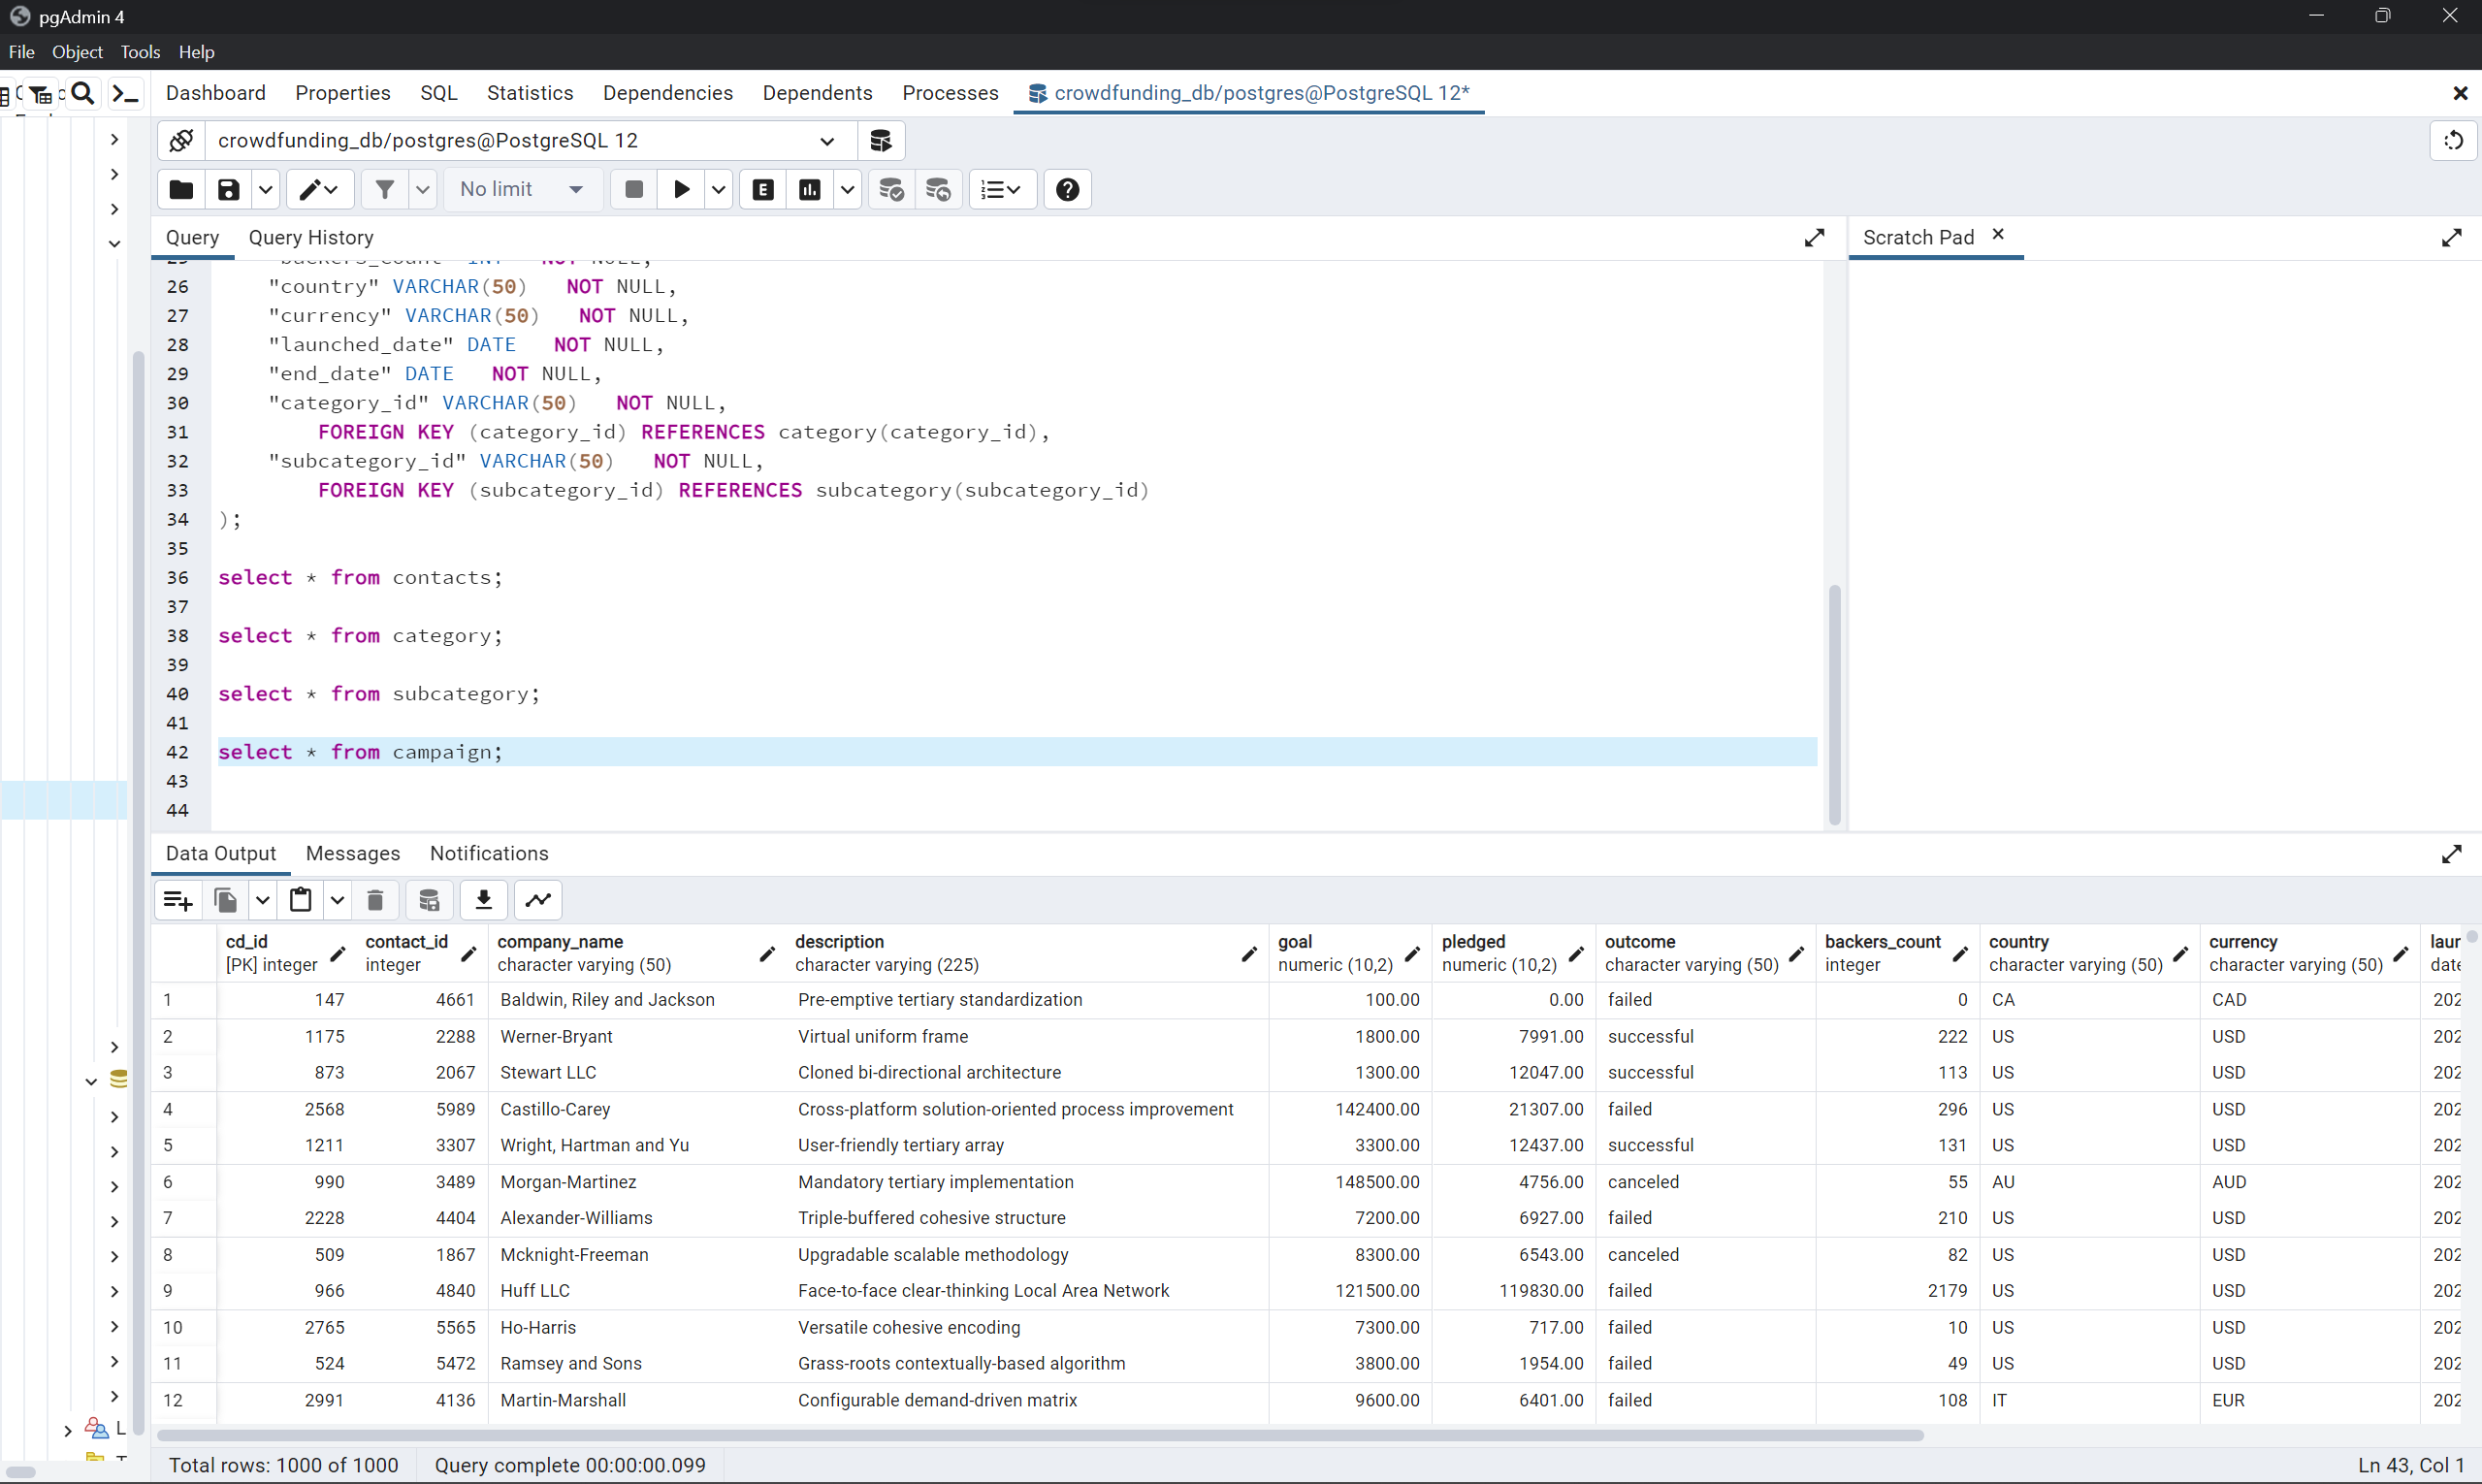 pgAdmin 4
File Object Tools Help
Dashboard Properties SQL Statistics Dependencies Dependents Processes crowdfunding_db/postgres@PostgreSQL 12*
crowdfunding_db/postgres@PostgreSQL 12
No limit
Query Query History Scratch Pad
26 "country" VARCHAR(50) NOT NULL,
27 "currency" VARCHAR(50) NOT NULL,
28 "launched_date" DATE NOT NULL,
29 "end_date" DATE NOT NULL,
30 "category_id" VARCHAR(50) NOT NULL,
31 FOREIGN KEY (category_id) REFERENCES category(category_id),
32 "subcategory_id" VARCHAR(50) NOT NULL,
33 FOREIGN KEY (subcategory_id) REFERENCES subcategory(subcategory_id)
34 );
35
36 select * from contacts;
37
38 select * from category;
39
40 select * from subcategory;
41
42 select * from campaign;
43
44
Data Output Messages Notifications
cd_id contact_id company_name description goal pledged outcome backers_count country currency
[PK] integer integer character varying (50) character varying (225) numeric (10,2) numeric (10,2) character varying (50) integer character varying (50) character varying (50) date
1 147 4661 Baldwin, Riley and Jackson Pre-emptive tertiary standardization 100.00 0.00 failed 0 CA CAD 202
2 1175 2288 Werner-Bryant Virtual uniform frame 1800.00 7991.00 successful 222 US USD 202
3 873 2067 Stewart LLC Cloned bi-directional architecture 1300.00 12047.00 successful 113 US USD 202
4 2568 5989 Castillo-Carey Cross-platform solution-oriented process improvement 142400.00 21307.00 failed 296 US USD 202
5 1211 3307 Wright, Hartman and Yu User-friendly tertiary array 3300.00 12437.00 successful 131 US USD 202
6 990 3489 Morgan-Martinez Mandatory tertiary implementation 148500.00 4756.00 canceled 55 AU AUD 202
7 2228 4404 Alexander-Williams Triple-buffered cohesive structure 7200.00 6927.00 failed 210 US USD 202
8 509 1867 Mcknight-Freeman Upgradable scalable methodology 8300.00 6543.00 canceled 82 US USD 202
9 966 4840 Huff LLC Face-to-face clear-thinking Local Area Network 121500.00 119830.00 failed 2179 US USD 202
10 2765 5565 Ho-Harris Versatile cohesive encoding 7300.00 717.00 failed 10 US USD 202
11 524 5472 Ramsey and Sons Grass-roots contextually-based algorithm 3800.00 1954.00 failed 49 US USD 202
12 2991 4136 Martin-Marshall Configurable demand-driven matrix 9600.00 6401.00 failed 108 IT EUR 202
Total rows: 1000 of 1000 Query complete 00:00:00.099 Ln 43, Col 1